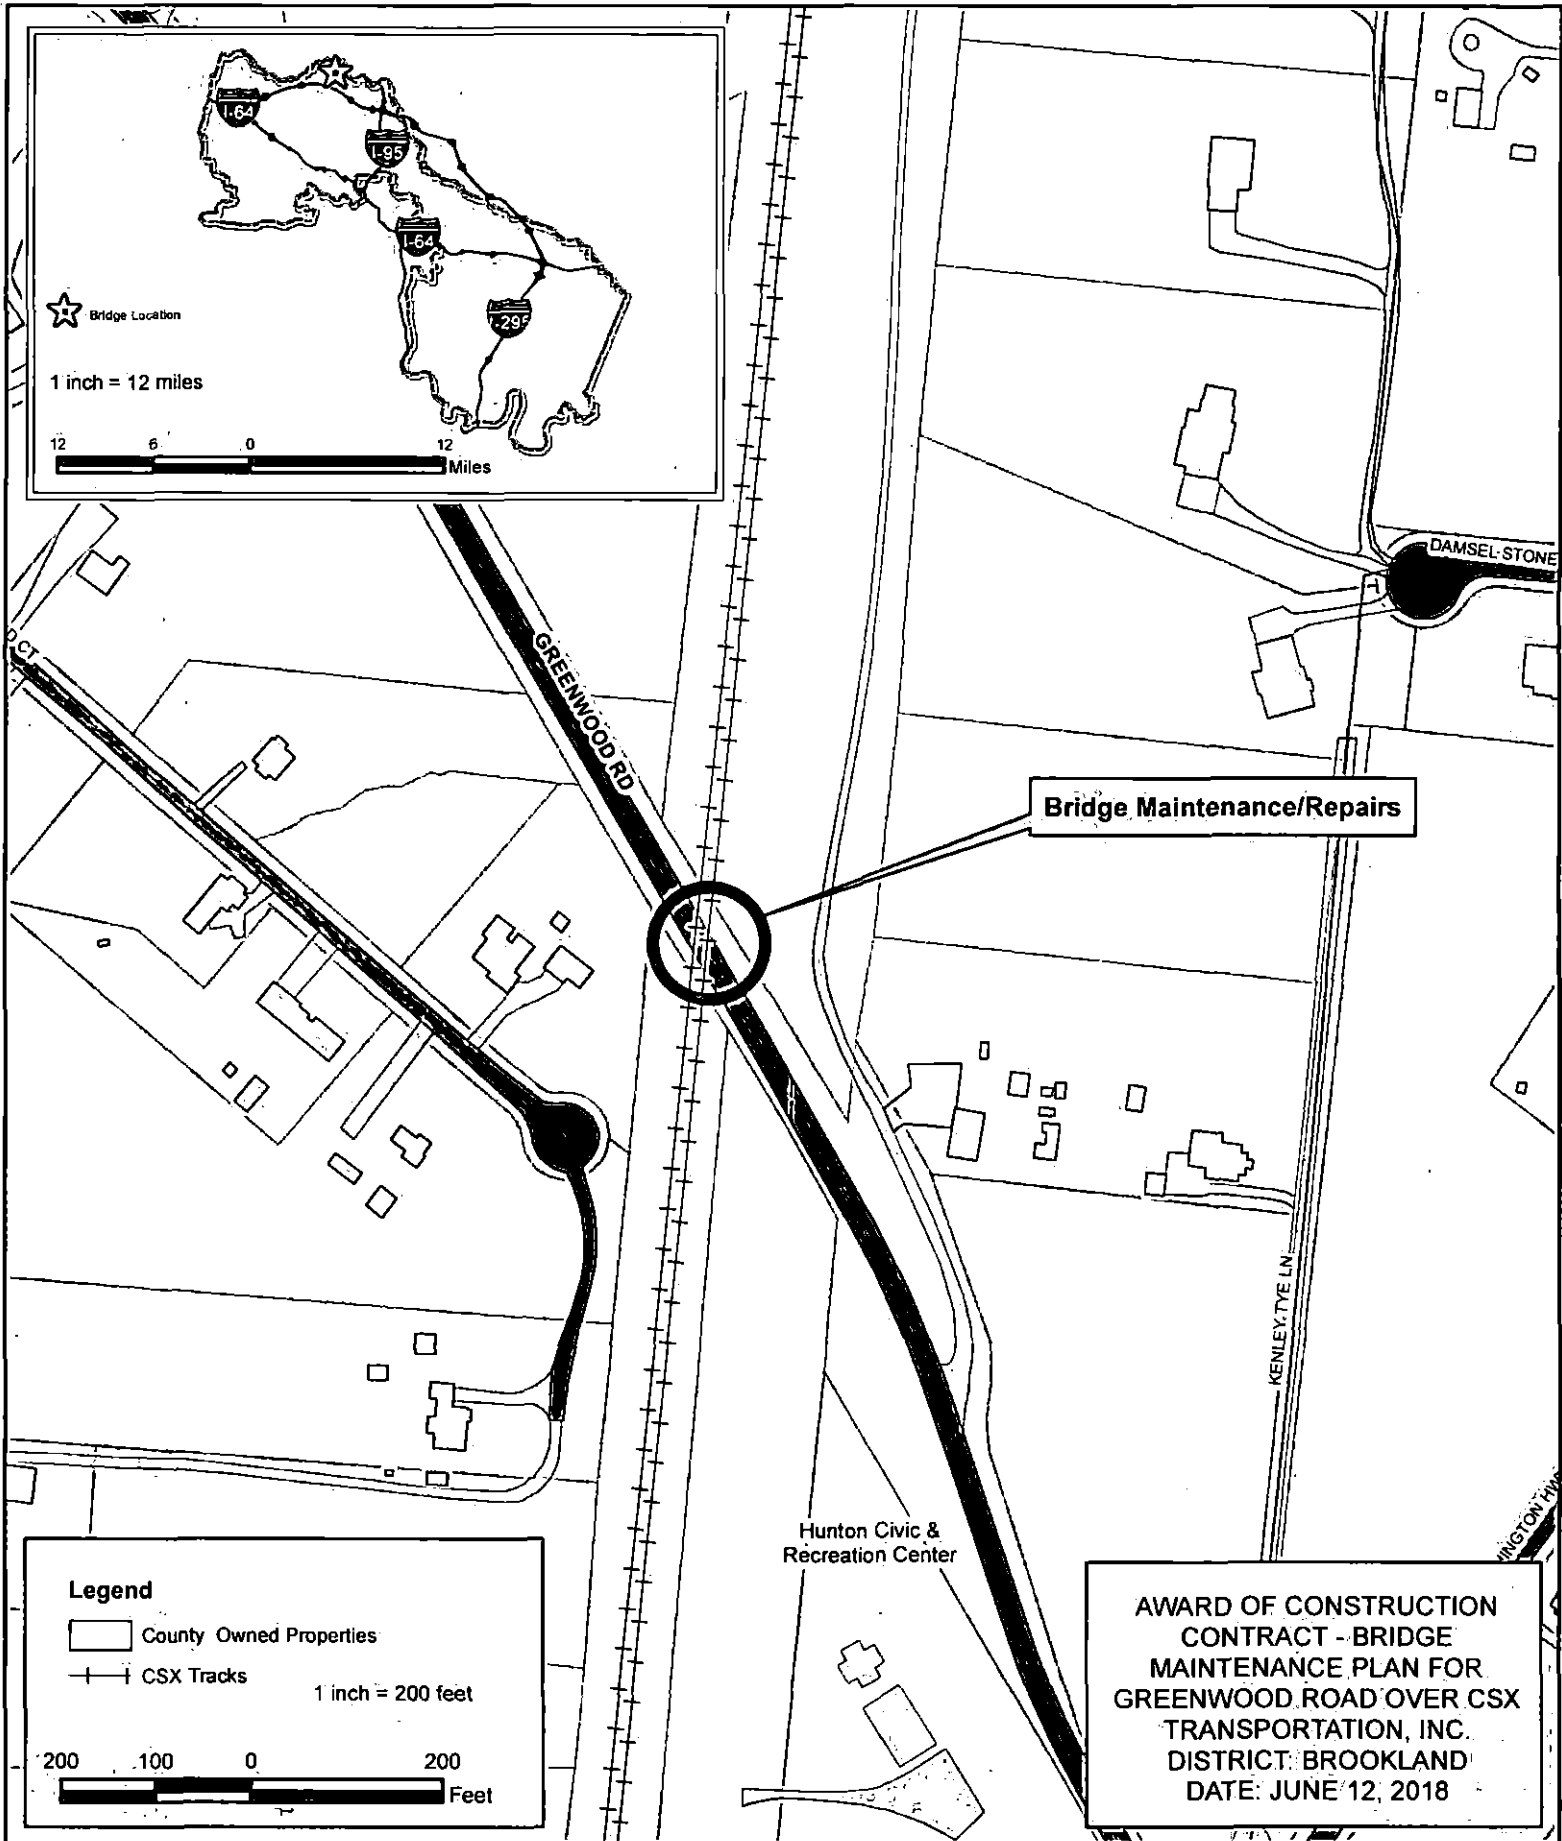 I-64
I-95
I-64
Bridge Location
1 inch = 12 miles
12 6 0 12
Miles
DAMSEL STONE
D CT
GREENWOOD RD
Bridge Maintenance/Repairs
KENLEY TYE LN
Hunton Civic &
Recreation Center
Legend
County Owned Properties
CSX Tracks
1 inch = 200 feet
200 100 0 200
Feet
AWARD OF CONSTRUCTION
CONTRACT - BRIDGE
MAINTENANCE PLAN FOR
GREENWOOD ROAD OVER CSX
TRANSPORTATION, INC.
DISTRICT: BROOKLAND
DATE: JUNE 12, 2018